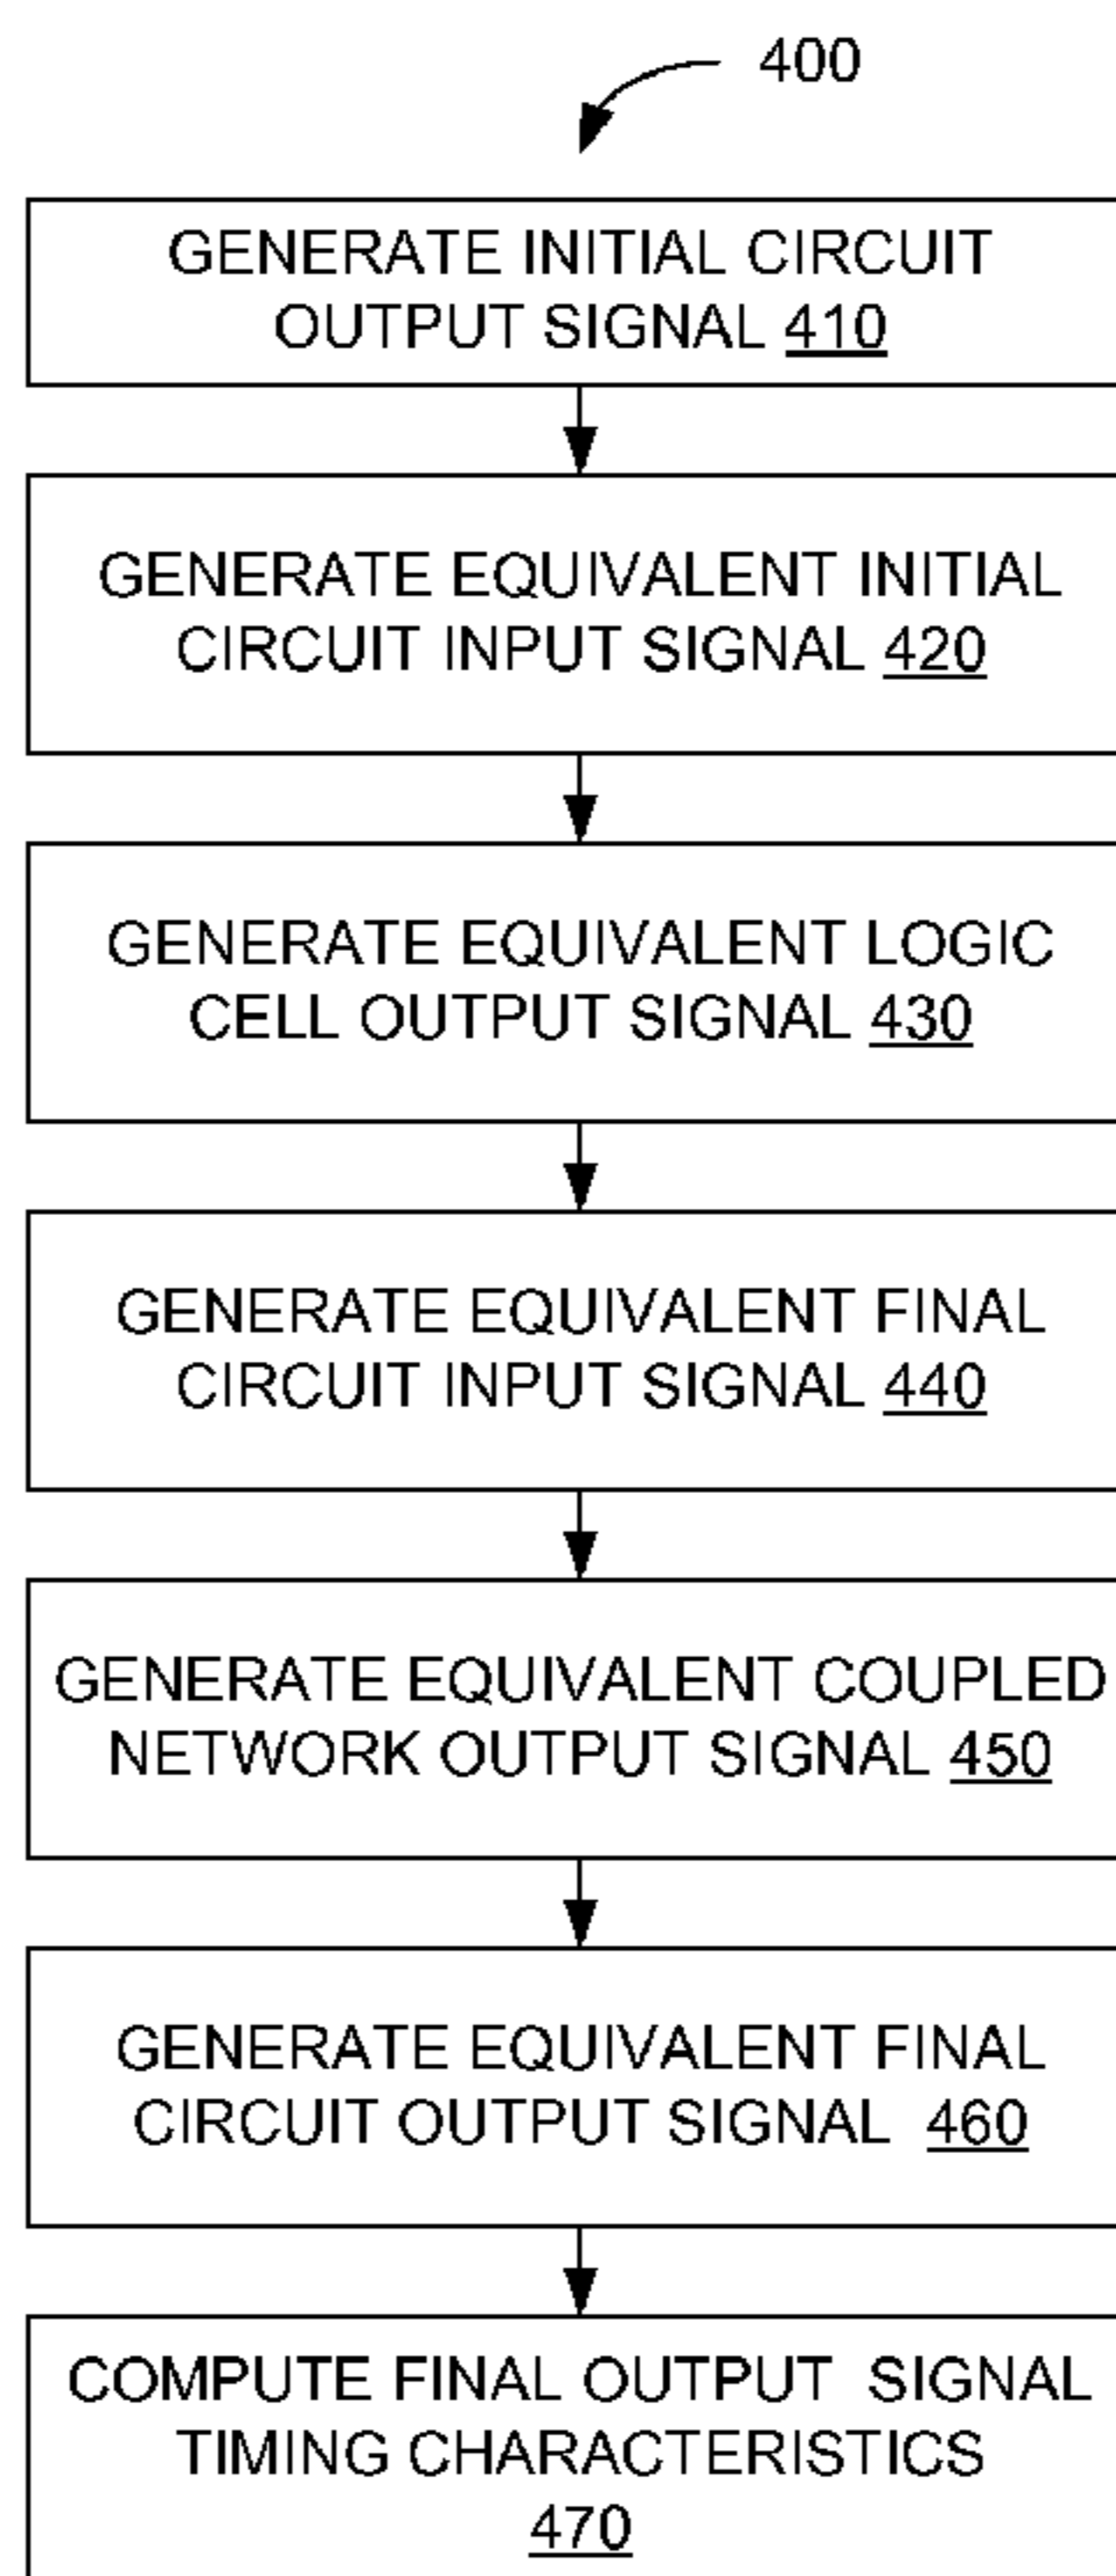 400
GENERATE INITIAL CIRCUIT
OUTPUT SIGNAL 410
GENERATE EQUIVALENT INITIAL
CIRCUIT INPUT SIGNAL 420
GENERATE EQUIVALENT LOGIC
CELL OUTPUT SIGNAL 430
GENERATE EQUIVALENT FINAL
CIRCUIT INPUT SIGNAL 440
GENERATE EQUIVALENT COUPLED
NETWORK OUTPUT SIGNAL 450
GENERATE EQUIVALENT FINAL
CIRCUIT OUTPUT SIGNAL 460
COMPUTE FINAL OUTPUT SIGNAL
TIMING CHARACTERISTICS
470